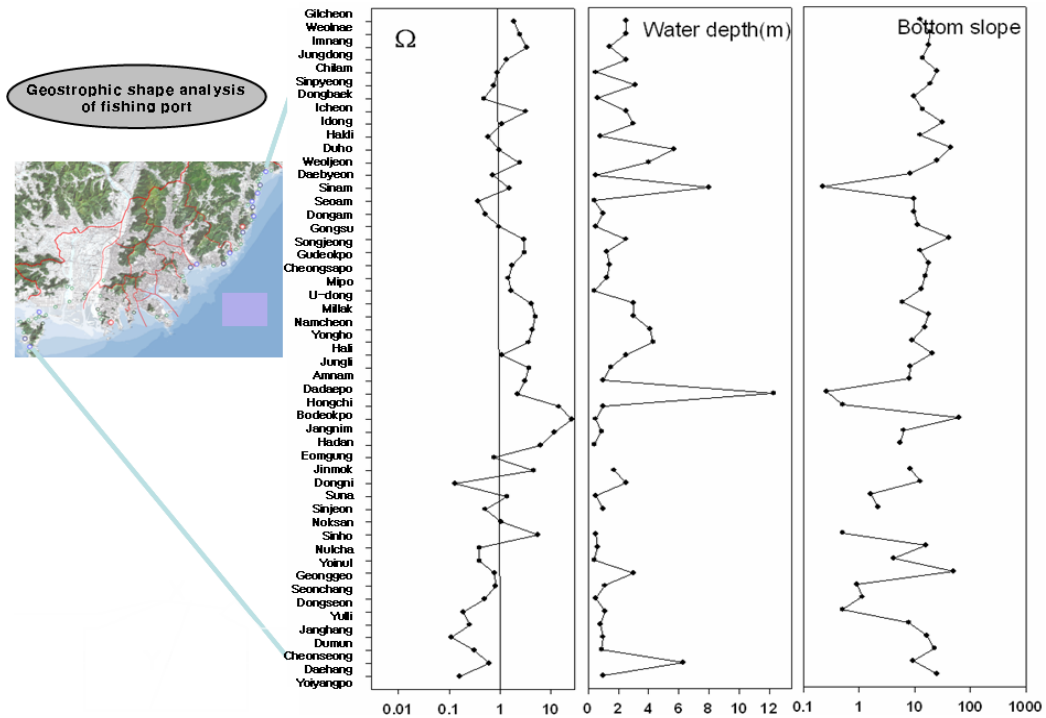 Geostrophic shape analysis
of fishing port
Gilcheon
Weolnae
Imnang
Jungdong
Chilam
Sinpyeong
Dongbaek
Icheon
Idong
Hakli
Duho
Weoljeon
Daebyeon
Sinam
Seoam
Dongam
Gongsu
Songjeong
Gudeokpo
Cheongsapo
Mipo
U-dong
Millak
Namcheon
Yongho
Hali
Jungli
Amnam
Dadaepo
Hongchi
Bodeokpo
Jangnim
Hadan
Eomgung
Jinmok
Dongni
Suna
Sinjeon
Noksan
Sinho
Nulcha
Yoinul
Geonggeo
Seonchang
Dongseon
Yulli
Janghang
Dumun
Cheonseong
Daehang
Yoiyangpo
Ω
0.01 0.1 1 10
Water depth(m)
0 2 4 6 8 10 12
Bottom slope
0.1 1 10 100 1000